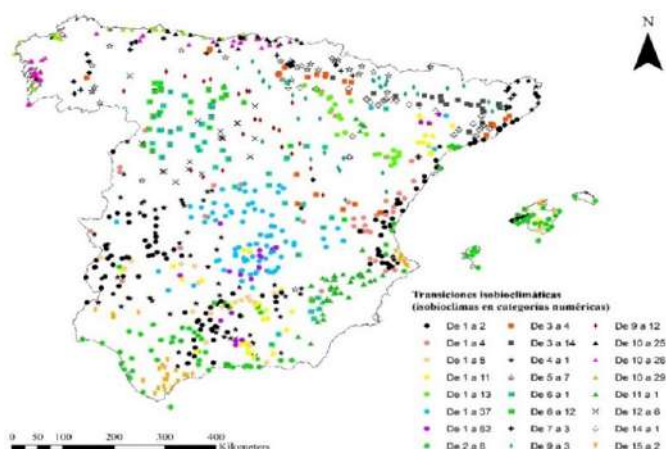 N
Transiciones isobioclimáticas
(isobioclimas en categorías numéricas)
De 1 a 2 De 3 a 4 De 9 a 12
De 1 a 4 De 3 a 14 De 10 a 25
De 1 a De 4 a 1 De 10 a
De 1 a 11 De 5 a 7 De 10 a 29
De 1 a 13 De 6 a 1 De 11 a 1
De 1 a 37 De 6 a 12 De 12 a 6
De 1 a 62 De 7 a 3 De 14 a 1
De 2 a De 9 a 3 De 15 a 2
0 50 100 200 300 400
Kilometers